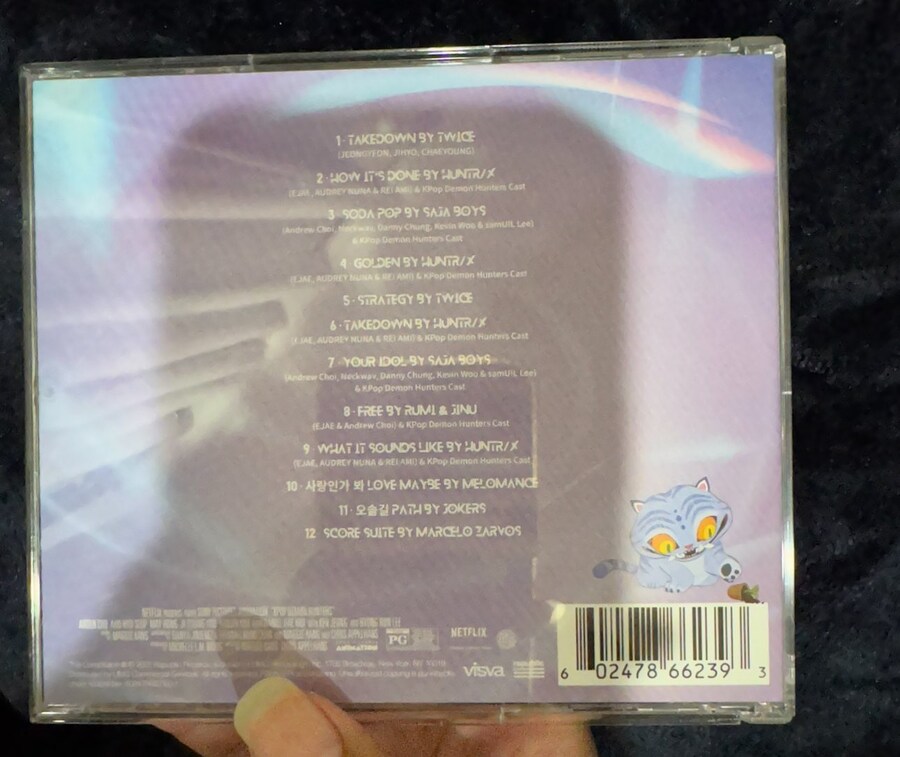 1 · TAKEDOWN BY TWICE
(JEONGYEON, JIHYO, CHAEYOUNG)
2 · HOW IT'S DONE BY HUNTR/X
(EJAE, AUDREY NUNA & REI AMI) & KPop Demon Hunters Cast
3 · SODA POP BY SAJA BOYS
(Andrew Choi, Neckwav, Danny Chung, Kevin Woo & samUIL Lee)
& KPop Demon Hunters Cast
4 · GOLDEN BY HUNTR/X
(EJAE, AUDREY NUNA & REI AMI) & KPop Demon Hunters Cast
5 · STRATEGY BY TWICE
6 · TAKEDOWN BY HUNTR/X
(EJAE, AUDREY NUNA & REI AMI) & KPop Demon Hunters Cast
7 · YOUR IDOL BY SAJA BOYS
(Andrew Choi, Neckwav, Danny Chung, Kevin Woo & samUIL Lee)
& KPop Demon Hunters Cast
8 · FREE BY RUMI & JINU
(EJAE & Andrew Choi) & KPop Demon Hunters Cast
9 · WHAT IT SOUNDS LIKE BY HUNTR/X
(EJAE, AUDREY NUNA & REI AMI) & KPop Demon Hunters Cast
10 · 사랑인가 봐 LOVE MAYBE BY MELOMANCE
11 · 오솔길 PATH BY JOKERS
12 · SCORE SUITE BY MARCELO ZARVOS
"KPOP DEMON HUNTERS"
PG
NETFLIX
visva
6 02478 66239 3